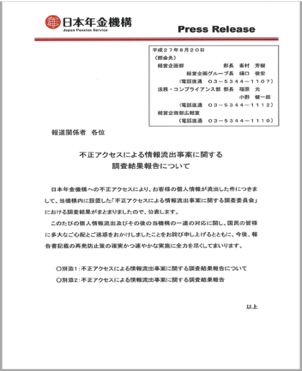 日本年金機構
Japan Pension Service
Press Release
平成27年8月20日
(照会先)
経営企画部 部長 峯村 芳樹
経営企画グループ長 樋口 俊宏
(電話直通 03-5344-1107)
法務・コンプライアンス部 部長 福原 元
小野 健一郎
(電話直通 03-5344-1112)
経営企画部広報室
(電話直通 03-5344-1110)
報道関係者 各位
不正アクセスによる情報流出事案に関する
調査結果報告について
日本年金機構への不正アクセスにより、お客様の個人情報が流出した件につきま
して、当機構内に設置した「不正アクセスによる情報流出事案に関する調査委員会」
における調査結果がまとまりましたので、公表します。
このたびの個人情報流出及びその後の当機構の一連の対応に関し、国民の皆様
に多大なご心配とご迷惑をおかけしましたことをお詫び申し上げるとともに、今後、報
告書記載の再発防止策の確実かつ速やかな実施に全力を尽くしてまいります。
○別添1:不正アクセスによる情報流出事案に関する調査結果報告について
○別添2:不正アクセスによる情報流出事案に関する調査結果報告
以上